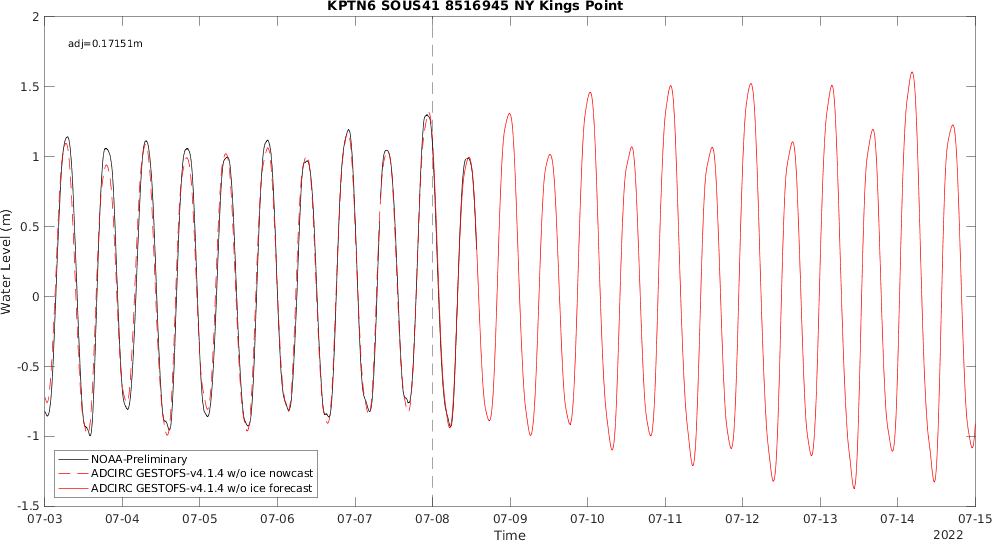 KPTN6 SOUS41 8516945 NY Kings Point
adj=0.17151m
Water Level (m)
2
1.5
1
0.5
0
-0.5
-1
-1.5
NOAA-Preliminary
ADCIRC GESTOFS-v4.1.4 w/o ice nowcast
ADCIRC GESTOFS-v4.1.4 w/o ice forecast
07-03 07-04 07-05 07-06 07-07 07-08 07-09 07-10 07-11 07-12 07-13 07-14 07-15
Time
2022